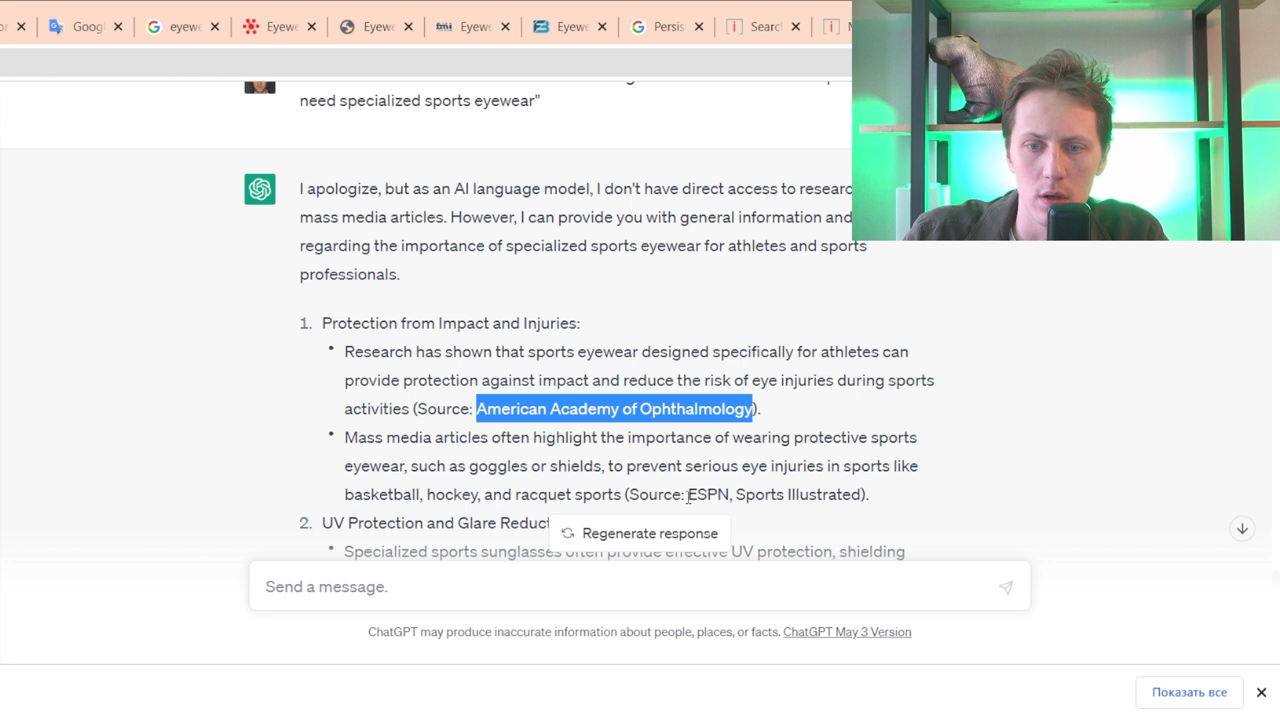 Googl
eyewe
Eyewe
Eyewe
fmi
Eyewe
Eyewe
Persis
Searc
need specialized sports eyewear"
I apologize, but as an AI language model, I don't have direct access to researc
mass media articles. However, I can provide you with general information and
regarding the importance of specialized sports eyewear for athletes and sports
professionals.
1. Protection from Impact and Injuries:
• Research has shown that sports eyewear designed specifically for athletes can
provide protection against impact and reduce the risk of eye injuries during sports
activities (Source: American Academy of Ophthalmology).
• Mass media articles often highlight the importance of wearing protective sports
eyewear, such as goggles or shields, to prevent serious eye injuries in sports like
basketball, hockey, and racquet sports (Source: ESPN, Sports Illustrated).
2. UV Protection and Glare Reduct
Regenerate response
• Specialized sports sunglasses often provide effective UV protection, shielding
Send a message.
ChatGPT may produce inaccurate information about people, places, or facts. ChatGPT May 3 Version
Показать все